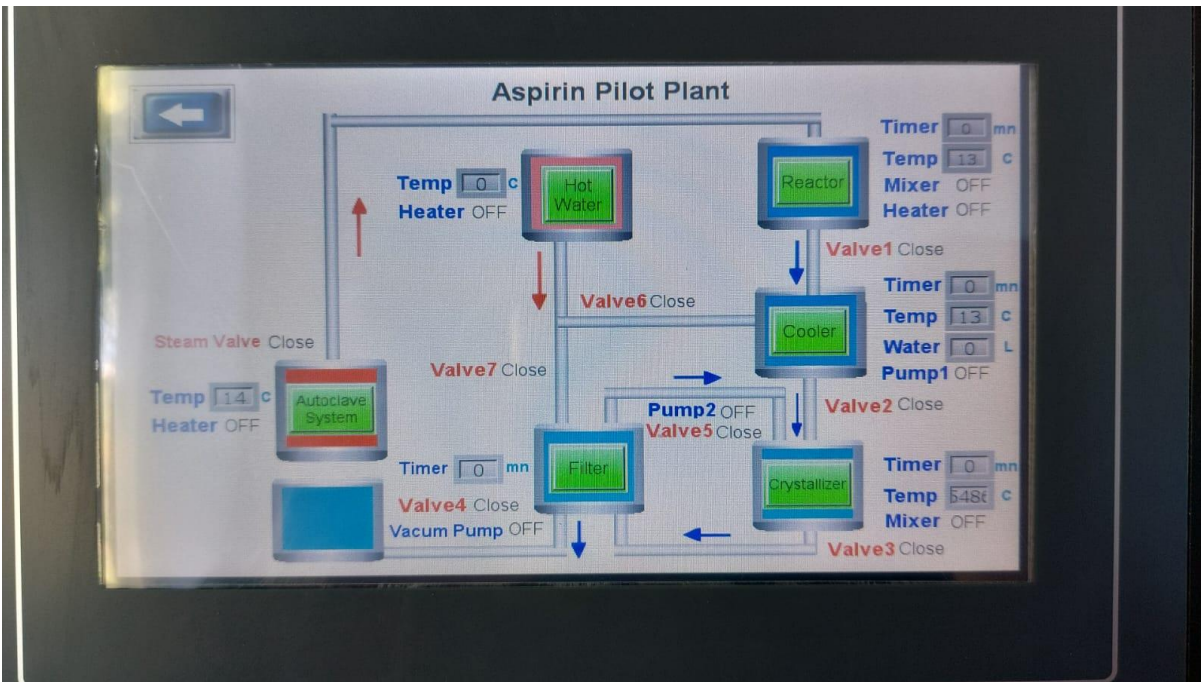 Aspirin Pilot Plant
Timer 0 mn
Temp 13 C
Mixer OFF
Heater OFF
Reactor
Temp 0 C
Heater OFF
Hot
Water
Valve1 Close
Timer 0 mn
Temp 13 C
Water 0 L
Pump1 OFF
Cooler
Valve6 Close
Steam Valve Close
Valve7 Close
Temp 14 C
Heater OFF
Autoclave
System
Pump2 OFF
Valve5 Close
Valve2 Close
Timer 0 mn
Filter
Valve4 Close
Vacum Pump OFF
Crystallizer
Timer 0 mn
Temp C
Mixer OFF
Valve3 Close